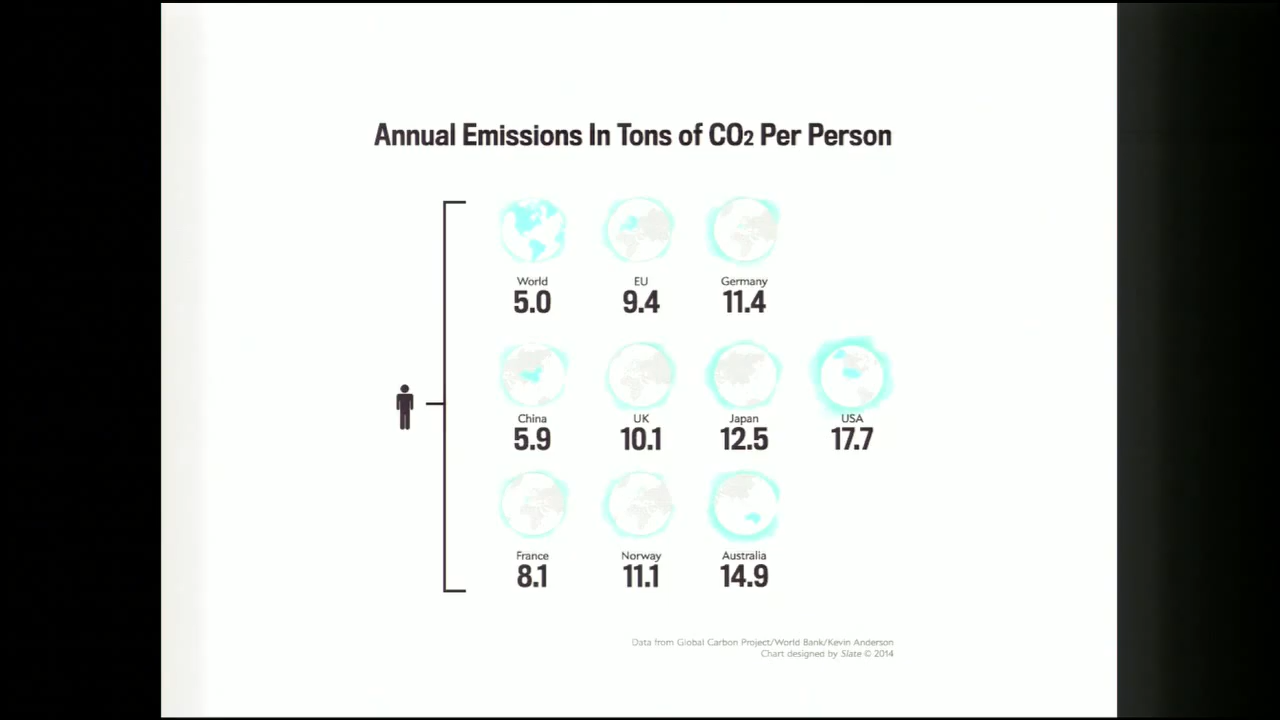 Annual Emissions In Tons of CO2 Per Person
World
5.0
EU
9.4
Germany
11.4
China
5.9
UK
10.1
Japan
12.5
USA
17.7
France
8.1
Norway
11.1
Australia
14.9
Data from Global Carbon Project/World Bank/Kevin Anderson
Chart designed by Slate © 2014